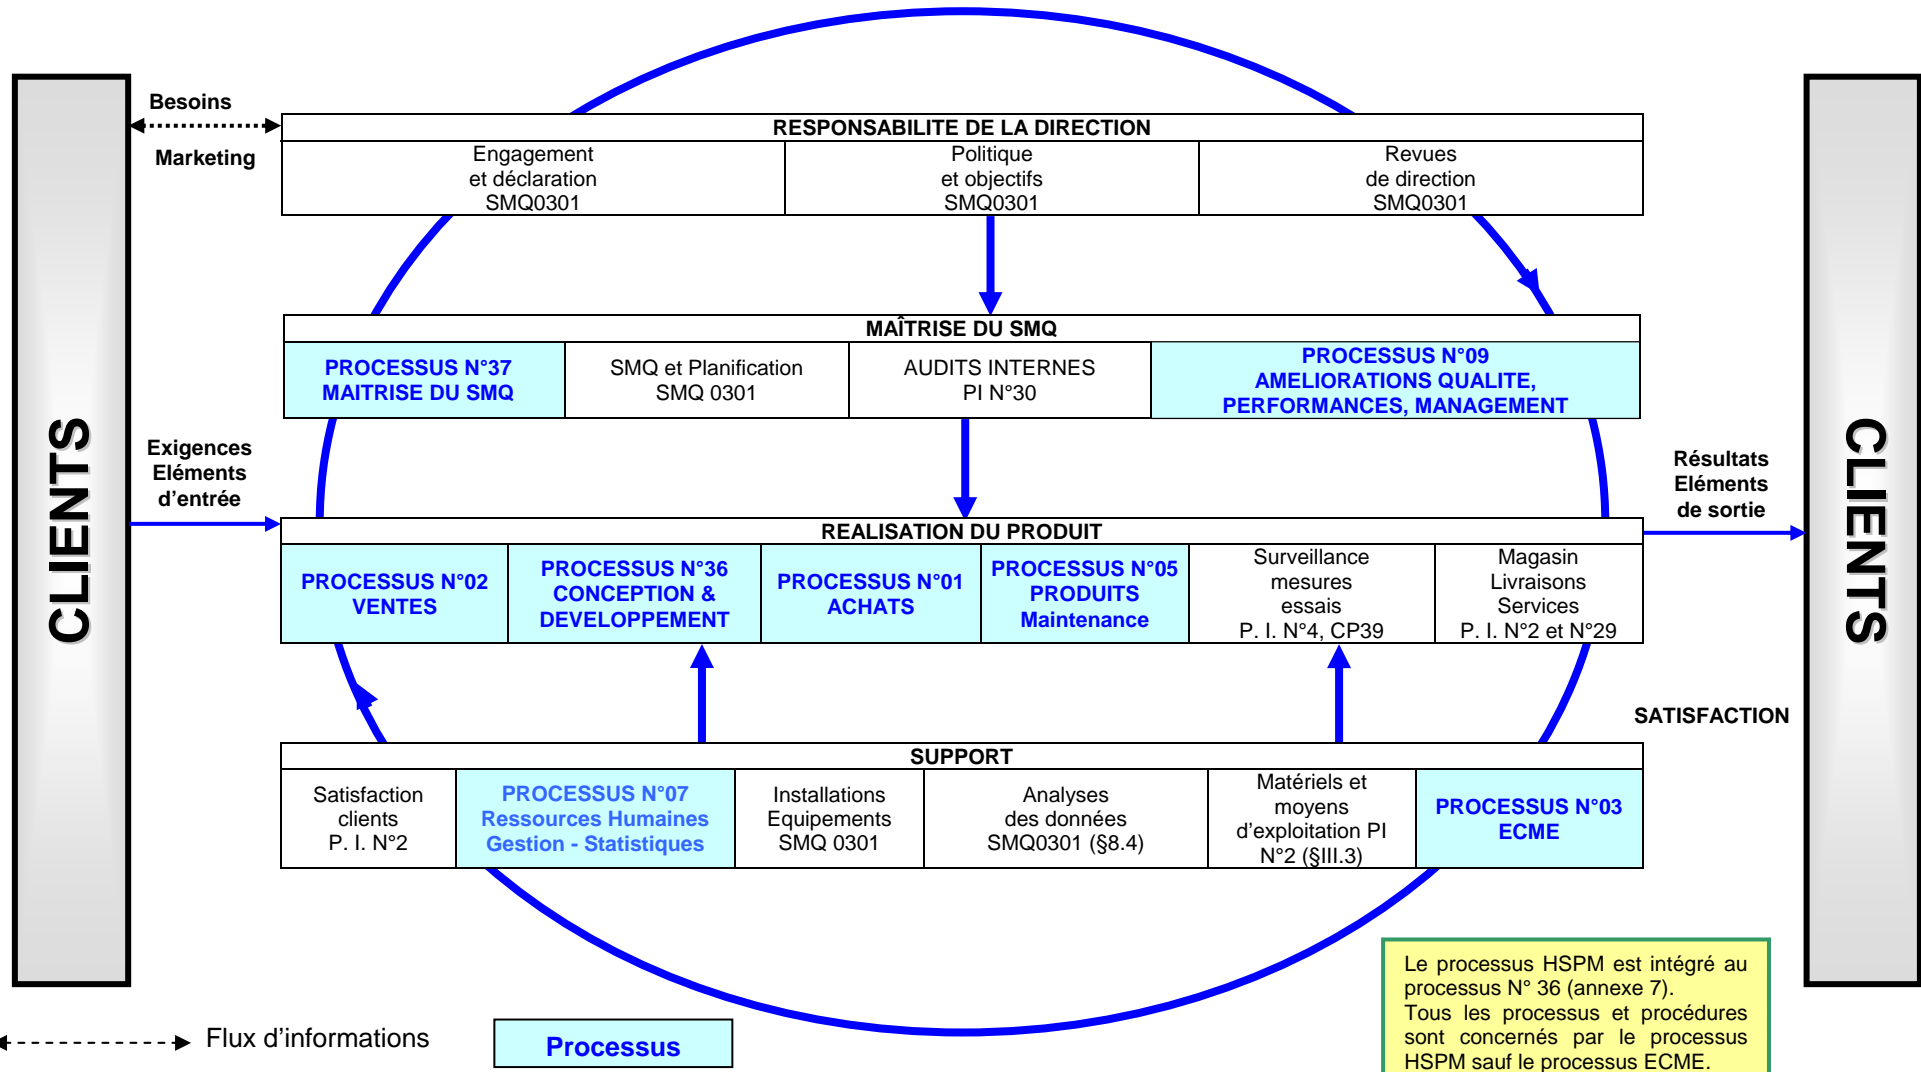 CLIENTS
Besoins
Marketing
RESPONSABILITE DE LA DIRECTION
Engagement
et déclaration
SMQ0301
Politique
et objectifs
SMQ0301
Revues
de direction
SMQ0301
MAÎTRISE DU SMQ
PROCESSUS N°37
MAITRISE DU SMQ
SMQ et Planification
SMQ 0301
AUDITS INTERNES
PI N°30
PROCESSUS N°09
AMELIORATIONS QUALITE,
PERFORMANCES, MANAGEMENT
Exigences
Eléments
d’entrée
REALISATION DU PRODUIT
PROCESSUS N°02
VENTES
PROCESSUS N°36
CONCEPTION &
DEVELOPPEMENT
PROCESSUS N°01
ACHATS
PROCESSUS N°05
PRODUITS
Maintenance
Surveillance
mesures
essais
P. I. N°4, CP39
Magasin
Livraisons
Services
P. I. N°2 et N°29
Résultats
Eléments
de sortie
CLIENTS
SATISFACTION
SUPPORT
Satisfaction
clients
P. I. N°2
PROCESSUS N°07
Ressources Humaines
Gestion - Statistiques
Installations
Equipements
SMQ 0301
Analyses
des données
SMQ0301 (§8.4)
Matériels et
moyens
d’exploitation PI
N°2 (§III.3)
PROCESSUS N°03
ECME
Le processus HSPM est intégré au
processus N° 36 (annexe 7).
Tous les processus et procédures
sont concernés par le processus
HSPM sauf le processus ECME.
Flux d’informations
Processus